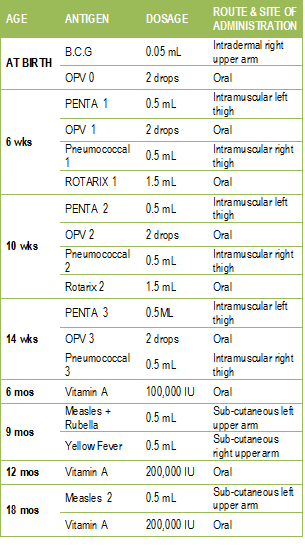 AGE ANTIGEN DOSAGE ROUTE & SITE OF
ADMINISTRATION
AT BIRTH B.C.G 0.05 mL Intradermal right
upper arm
OPV 0 2 drops Oral
6 wks PENTA 1 0.5 mL Intramuscular left
thigh
OPV 1 2 drops Oral
Pneumococcal
1 0.5 mL Intramuscular right
thigh
ROTARIX 1 1.5 mL Oral
10 wks PENTA 2 0.5 mL Intramuscular left
thigh
OPV 2 2 drops Oral
Pneumococcal
2 0.5 mL Intramuscular right
thigh
Rotarix 2 1.5 mL Oral
14 wks PENTA 3 0.5ML Intramuscular left
thigh
OPV 3 2 drops Oral
Pneumococcal
3 0.5 mL Intramuscular right
thigh
6 mos Vitamin A 100,000 IU Oral
9 mos Measles +
Rubella 0.5 mL Sub-cutaneous left
upper arm
Yellow Fever 0.5 mL Sub-cutaneous
right upper arm
12 mos Vitamin A 200,000 IU Oral
18 mos Measles 2 0.5 mL Sub-cutaneous left
upper arm
Vitamin A 200,000 IU Oral